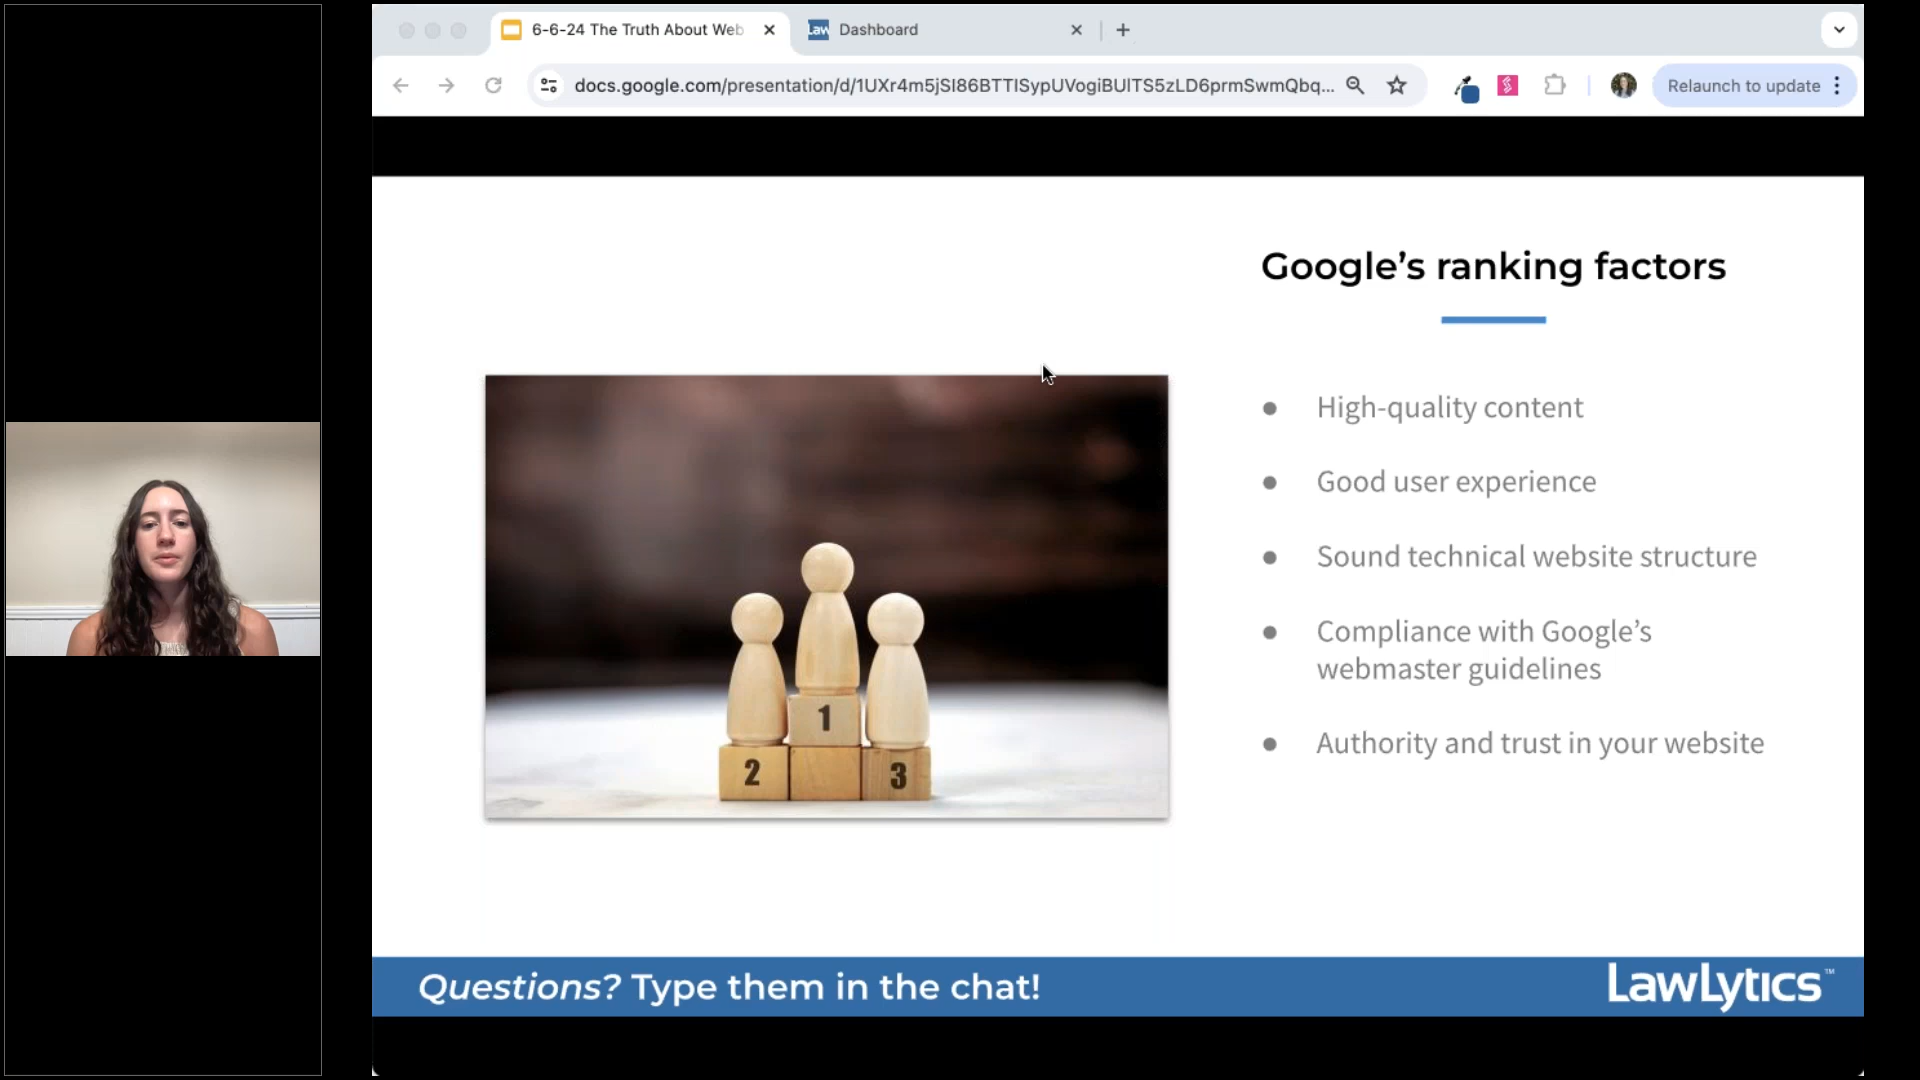 6-6-24 The Truth About Web
Law Dashboard
docs.google.com/presentation/d/1UXr4m5jSI86BTTISypUVogiBUITS5zLD6prmSwmQbq...
Relaunch to update
Google’s ranking factors
● High-quality content
● Good user experience
● Sound technical website structure
● Compliance with Google’s
webmaster guidelines
● Authority and trust in your website
1
2
3
Questions? Type them in the chat!
LawLytics™